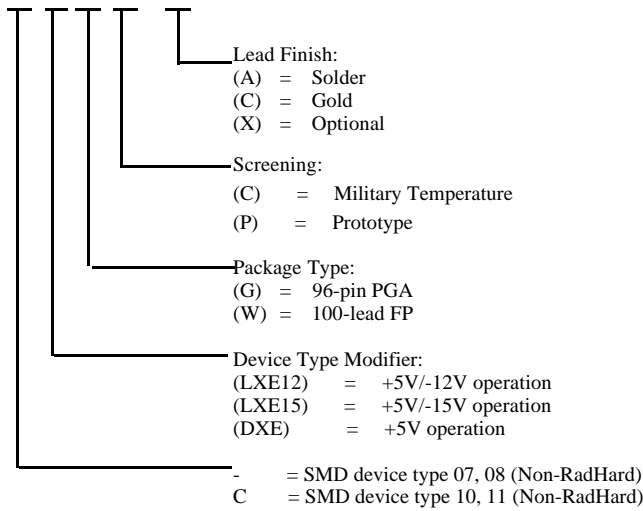 Lead Finish:
(A) = Solder
(C) = Gold
(X) = Optional
Screening:
(C) = Military Temperature
(P) = Prototype
Package Type:
(G) = 96-pin PGA
(W) = 100-lead FP
Device Type Modifier:
(LXE12) = +5V/-12V operation
(LXE15) = +5V/-15V operation
(DXE) = +5V operation
- = SMD device type 07, 08 (Non-RadHard)
C = SMD device type 10, 11 (Non-RadHard)